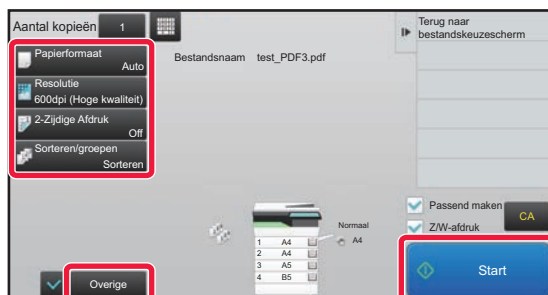 Aantal kopieën 1
Terug naar
bestandskeuzescherm
Papierformaat
Auto
Bestandsnaam test_PDF3.pdf
Resolutie
600dpi (Hoge kwaliteit)
2-Zijdige Afdruk
Off
Sorteren/groepen
Sorteren
Passend maken
Z/W-afdruk
CA
Normaal
A4
1 A4
2 A4
3 A5
4 B5
Overige
Start